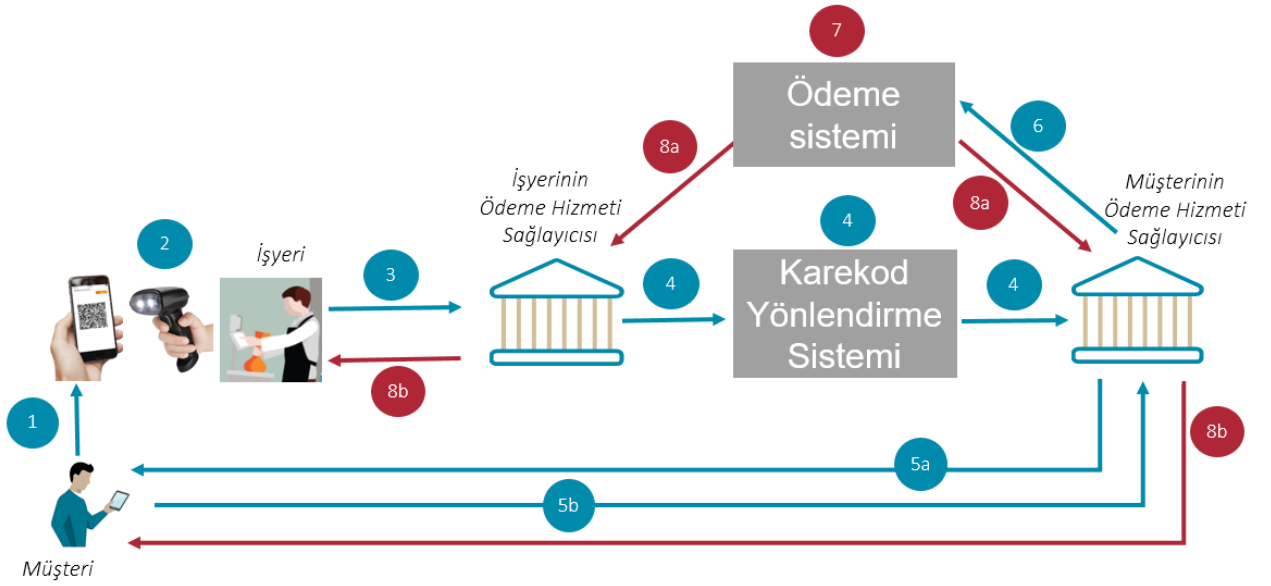 7
Ödeme
sistemi
6
8a
8a
İşyerinin
Ödeme Hizmeti
Sağlayıcısı
Müşterinin
Ödeme Hizmeti
Sağlayıcısı
2
İşyeri
3
4
4
Karekod
Yönlendirme
Sistemi
4
8b
1
8b
5a
5b
Müşteri